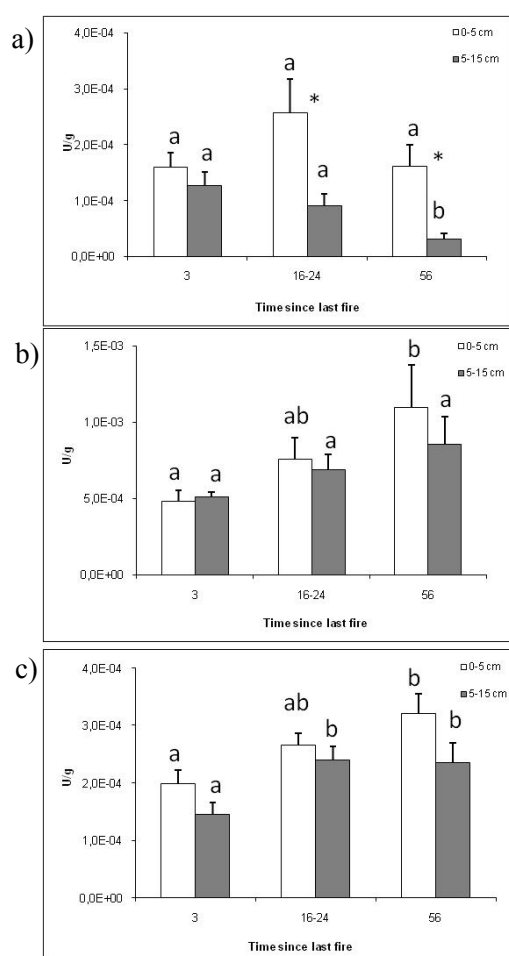 a)
4,0E-04
3,0E-04
2,0E-04
1,0E-04
0,0E+00
U/g
0-5 cm
5-15 cm
a a a * a a * b
3 16-24 56
Time since last fire
b)
1,5E-03
1,0E-03
5,0E-04
0,0E+00
U/g
0-5 cm
5-15 cm
a a ab a b a
3 16-24 56
Time since last fire
c)
4,0E-04
3,0E-04
2,0E-04
1,0E-04
0,0E+00
U/g
0-5 cm
5-15 cm
a a ab b b b
3 16-24 56
Time since last fire